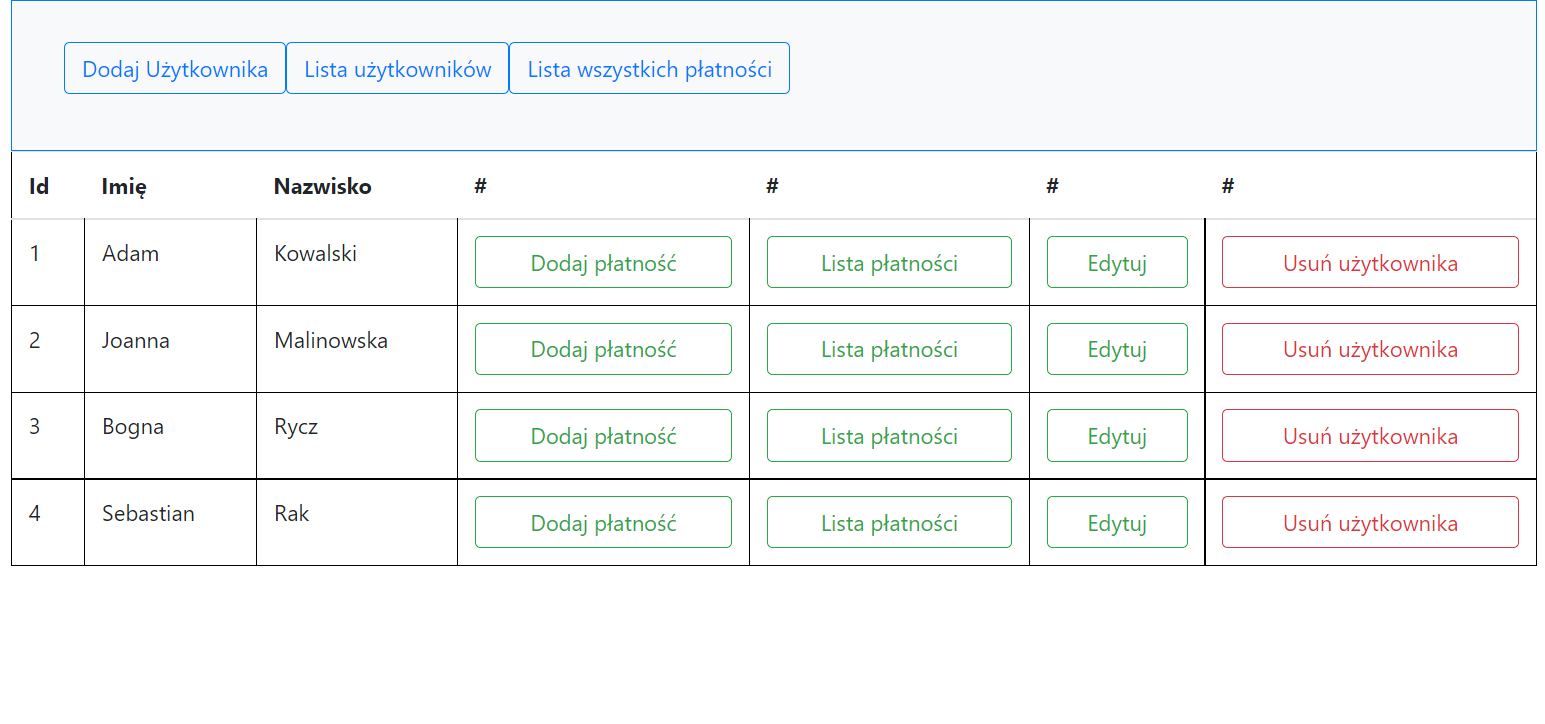 Dodaj Użytkownika Lista użytkowników Lista wszystkich płatności
Id Imię Nazwisko # # # #
1 Adam Kowalski Dodaj płatność Lista płatności Edytuj Usuń użytkownika
2 Joanna Malinowska Dodaj płatność Lista płatności Edytuj Usuń użytkownika
3 Bogna Rycz Dodaj płatność Lista płatności Edytuj Usuń użytkownika
4 Sebastian Rak Dodaj płatność Lista płatności Edytuj Usuń użytkownika